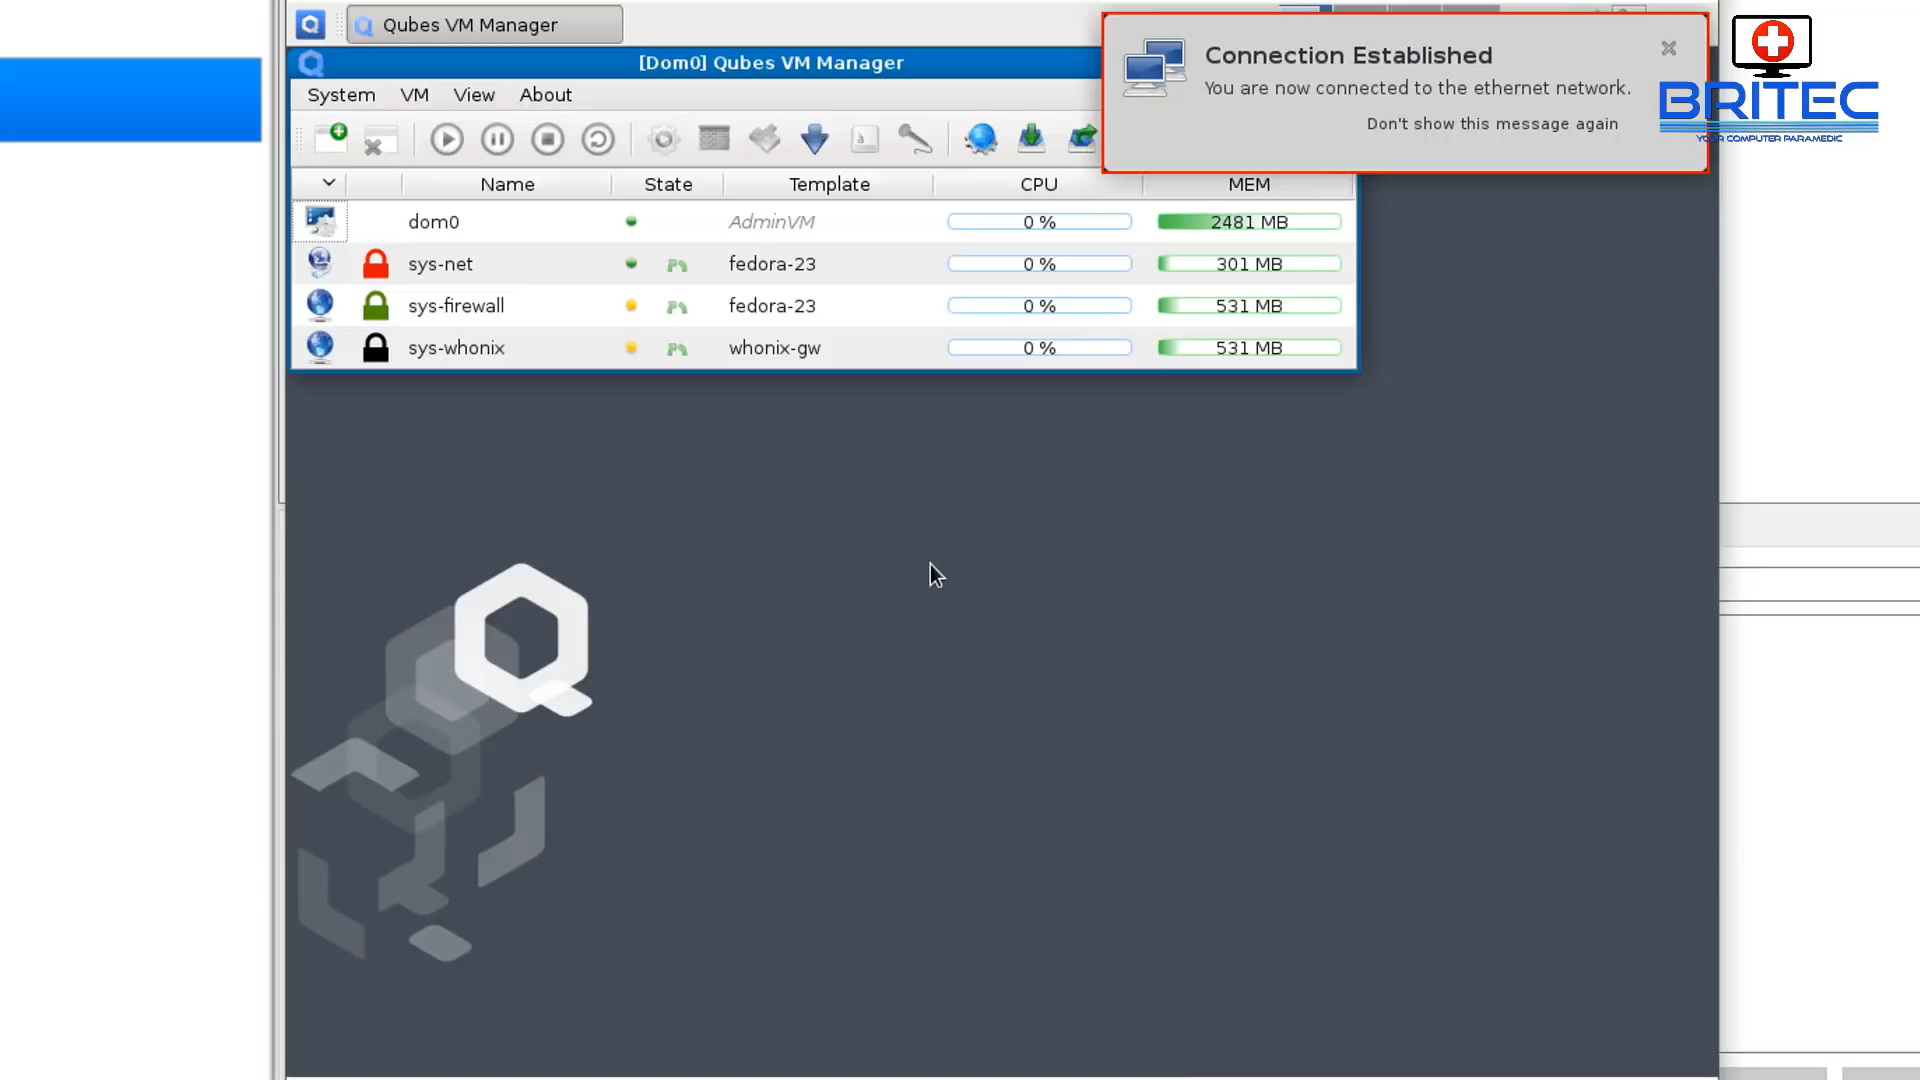 Qubes VM Manager
[Dom0] Qubes VM Manager
System VM View About
Connection Established
You are now connected to the ethernet network.
Don't show this message again
BRITEC
YOUR COMPUTER PARAMEDIC
Name State Template CPU MEM
dom0 AdminVM 0 % 2481 MB
sys-net fedora-23 0 % 301 MB
sys-firewall fedora-23 0 % 531 MB
sys-whonix whonix-gw 0 % 531 MB